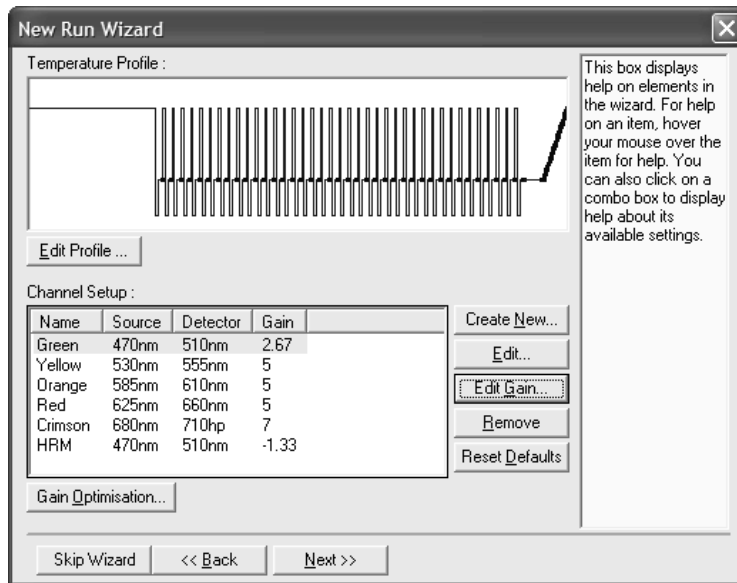 New Run Wizard
Temperature Profile :
Edit Profile ...
Channel Setup :
Name Source Detector Gain
Green 470nm 510nm 2.67
Yellow 530nm 555nm 5
Orange 585nm 610nm 5
Red 625nm 660nm 5
Crimson 680nm 710hp 7
HRM 470nm 510nm -1.33
Create New...
Edit...
Edit Gain...
Remove
Reset Defaults
Gain Optimisation...
Skip Wizard << Back Next >>
This box displays
help on elements in
the wizard. For help
on an item, hover
your mouse over the
item for help. You
can also click on a
combo box to display
help about its
available settings.